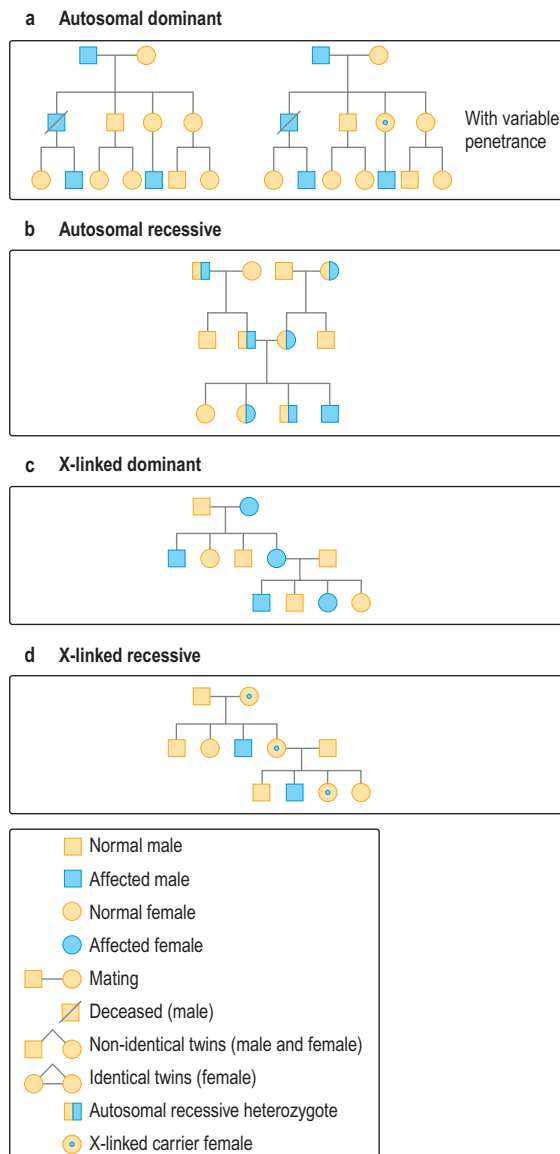 a Autosomal dominant
With variable
penetrance
b Autosomal recessive
c X-linked dominant
d X-linked recessive
Normal male
Affected male
Normal female
Affected female
Mating
Deceased (male)
Non-identical twins (male and female)
Identical twins (female)
Autosomal recessive heterozygote
X-linked carrier female